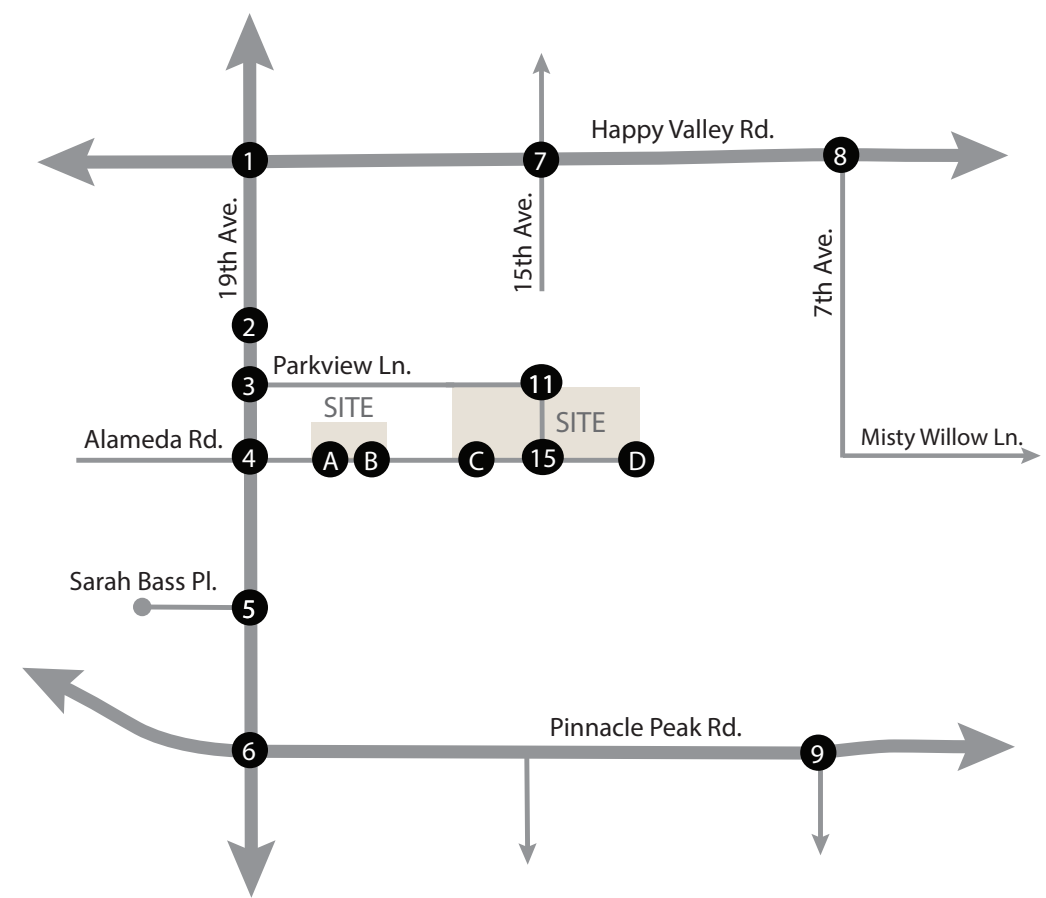 Happy Valley Rd.
1
7
8
19th Ave.
15th Ave.
7th Ave.
2
Parkview Ln.
3
11
SITE
SITE
Alameda Rd.
Misty Willow Ln.
4
A
B
C
15
D
Sarah Bass Pl.
5
Pinnacle Peak Rd.
6
9